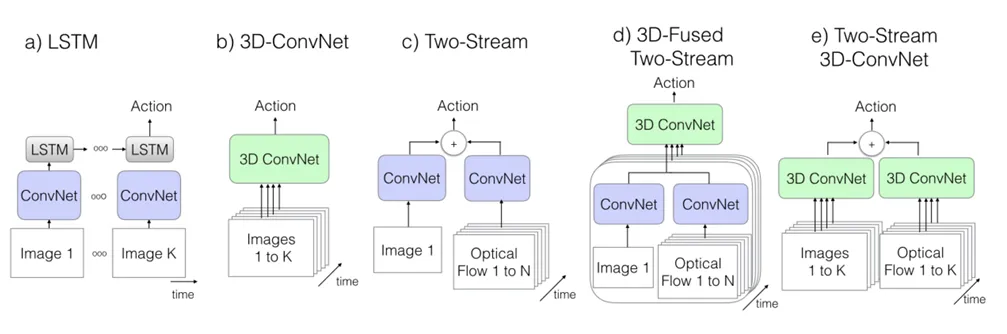 a) LSTM
Action
LSTM
ooo
LSTM
ConvNet
ooo
ConvNet
Image 1
ooo
Image K
time
b) 3D-ConvNet
Action
3D ConvNet
Images
1 to K
time
c) Two-Stream
Action
+
ConvNet
ConvNet
Image 1
Optical
Flow 1 to N
time
d) 3D-Fused
Two-Stream
Action
3D ConvNet
ConvNet
ConvNet
Image 1
Optical
Flow 1 to N
time
e) Two-Stream
3D-ConvNet
Action
+
3D ConvNet
3D ConvNet
Images
1 to K
Optical
Flow 1 to K
time